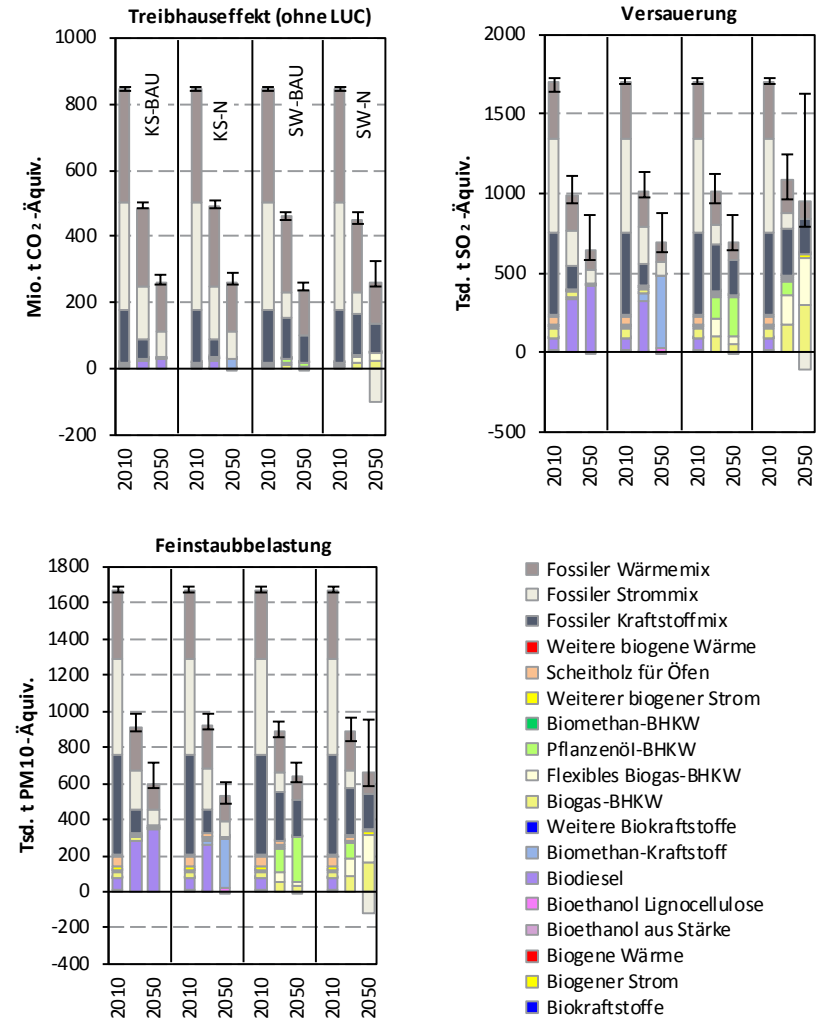 Treibhauseffekt (ohne LUC)
Mio. t CO₂-Äquiv.
1000
800
600
400
200
0
-200
KS-BAU
KS-N
SW-BAU
SW-N
2010
2050
2010
2050
2010
2050
2010
2050
Versauerung
Tsd. t SO₂-Äquiv.
2000
1500
1000
500
0
-500
2010
2050
2010
2050
2010
2050
2010
2050
Feinstaubbelastung
Tsd. t PM10-Äquiv.
1800
1600
1400
1200
1000
800
600
400
200
0
-200
-400
2010
2050
2010
2050
2010
2050
2010
2050
Fossiler Wärmemix
Fossiler Strommix
Fossiler Kraftstoffmix
Weitere biogene Wärme
Scheitholz für Öfen
Weiterer biogener Strom
Biomethan-BHKW
Pflanzenöl-BHKW
Flexibles Biogas-BHKW
Biogas-BHKW
Weitere Biokraftstoffe
Biomethan-Kraftstoff
Biodiesel
Bioethanol Lignocellulose
Bioethanol aus Stärke
Biogene Wärme
Biogener Strom
Biokraftstoffe